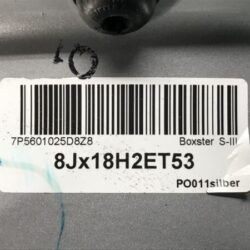 10
7P5601025D8Z8 Boxster S-III
8Jx18H2ET53
PO011silber